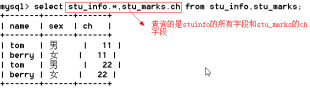 mysql> select stu_info.*,stu_marks.ch from stu_info,stu_marks;
+-------+------+------+
| name | sex | ch |
+-------+------+------+
| tom | 男 | 11 |
| berry | 女 | 11 |
| tom | 男 | 22 |
| berry | 女 | 22 |
+-------+------+------+
查询的是stuinfo的所有字段和stu_marks的ch
字段